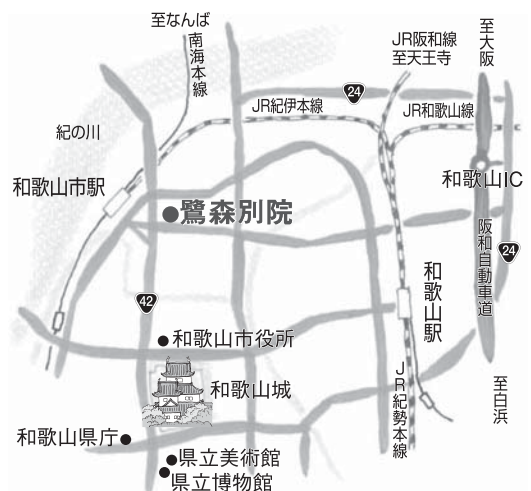 至なんば
南海本線
JR阪和線
至天王寺
至大阪
24
JR紀伊本線
JR和歌山線
紀の川
和歌山市駅
和歌山IC
鷺森別院
阪和自動車道
24
42
和歌山駅
和歌山市役所
和歌山城
JR紀勢本線
至白浜
和歌山県庁
県立美術館
県立博物館